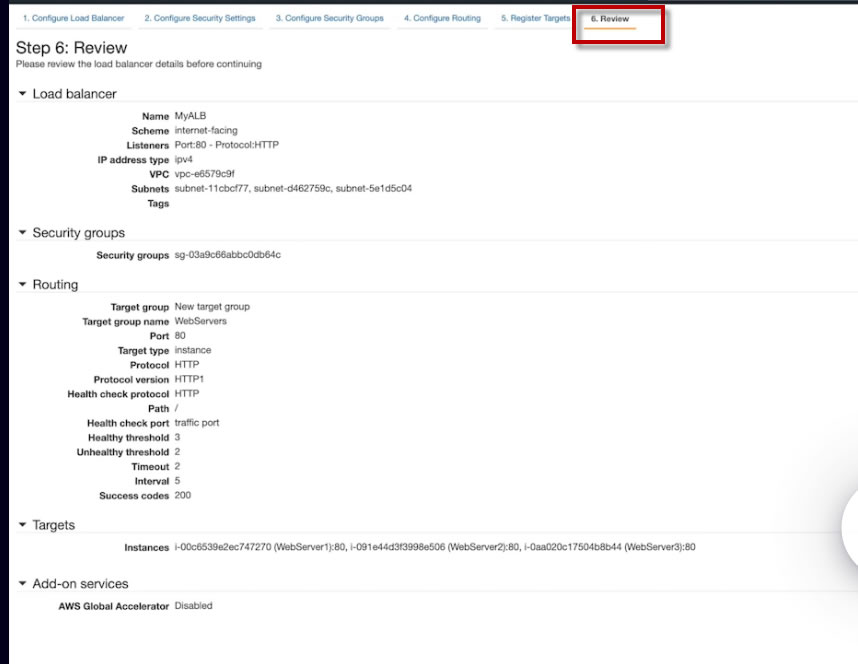 1. Configure Load Balancer 2. Configure Security Settings 3. Configure Security Groups 4. Configure Routing 5. Register Targets 6. Review
Step 6: Review
Please review the load balancer details before continuing
Load balancer
Name MyALB
Scheme internet-facing
Listeners Port:80 - Protocol:HTTP
IP address type ipv4
VPC vpc-e6579c9f
Subnets subnet-11cbcf77, subnet-d462759c, subnet-5e1d5c04
Tags
Security groups
Security groups sg-03a9c66abbc0db64c
Routing
Target group New target group
Target group name WebServers
Port 80
Target type instance
Protocol HTTP
Protocol version HTTP1
Health check protocol HTTP
Path /
Health check port traffic port
Healthy threshold 3
Unhealthy threshold 2
Timeout 2
Interval 5
Success codes 200
Targets
Instances i-00c6539e2ec747270 (WebServer1):80, i-091e44d3f3998e506 (WebServer2):80, i-0aa020c17504b8b44 (WebServer3):80
Add-on services
AWS Global Accelerator Disabled